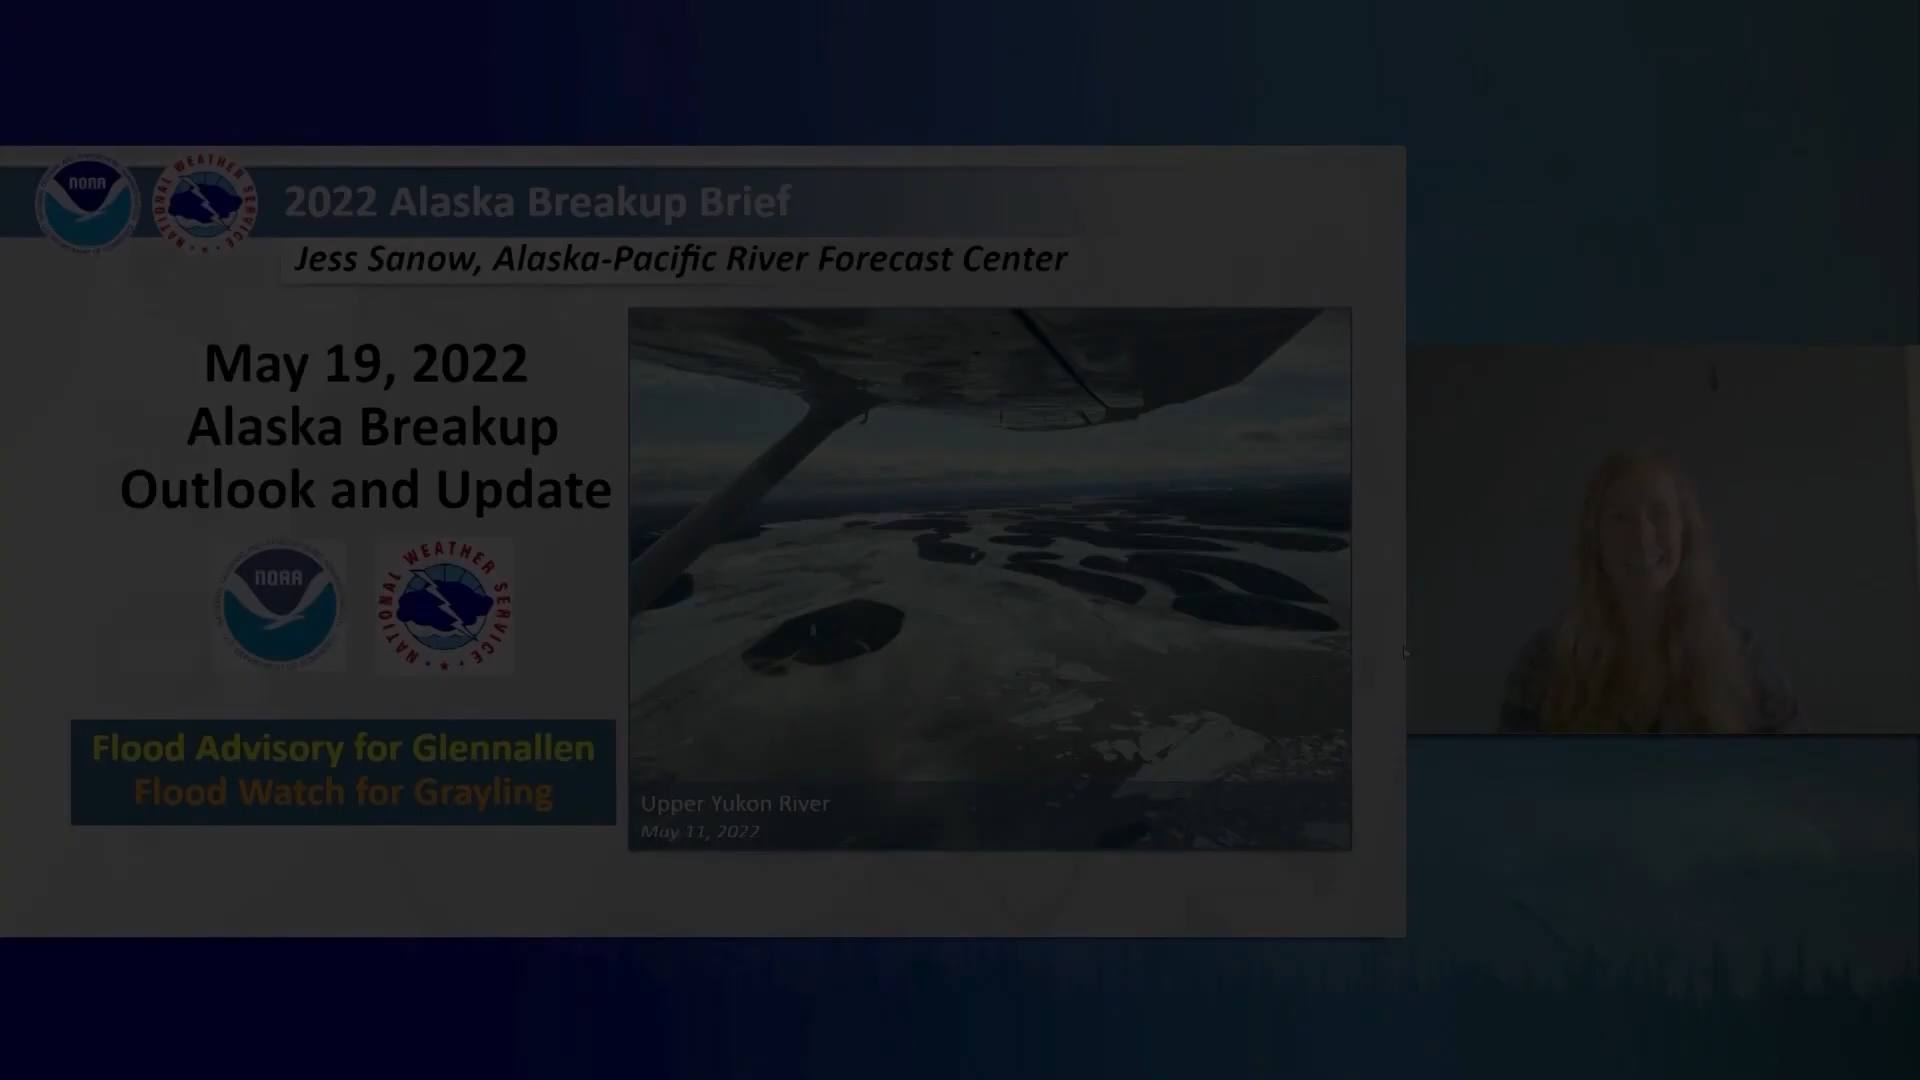 NOAA
NATIONAL WEATHER SERVICE
2022 Alaska Breakup Brief
Jess Sanow, Alaska-Pacific River Forecast Center
May 19, 2022
Alaska Breakup
Outlook and Update
NOAA
NATIONAL WEATHER SERVICE
Flood Advisory for Glennallen
Flood Watch for Grayling
Upper Yukon River
May 11, 2022